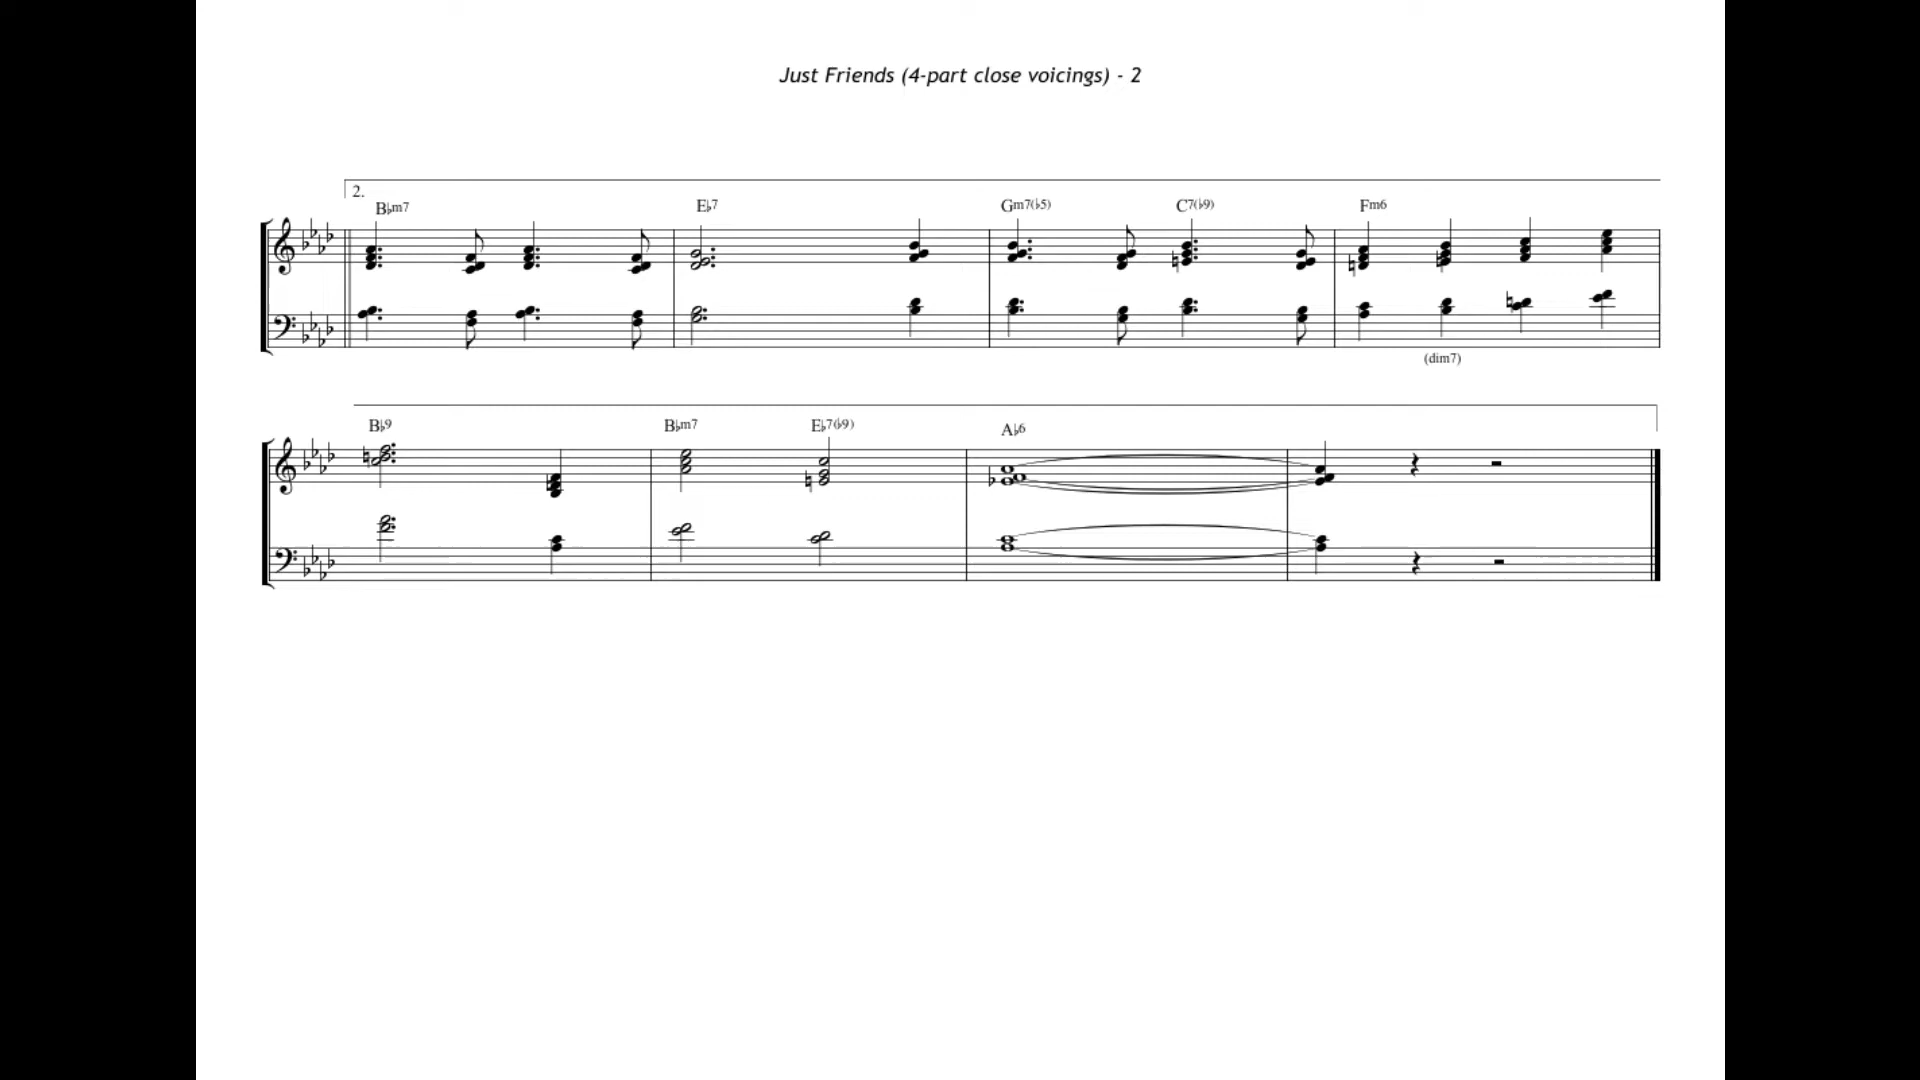 Just Friends (4-part close voicings) - 2
2.
B♭m7 E♭7 Gm7(♭5) C7(♭9) Fm6
(dim7)
B♭9 B♭m7 E♭7(♭9) A♭6